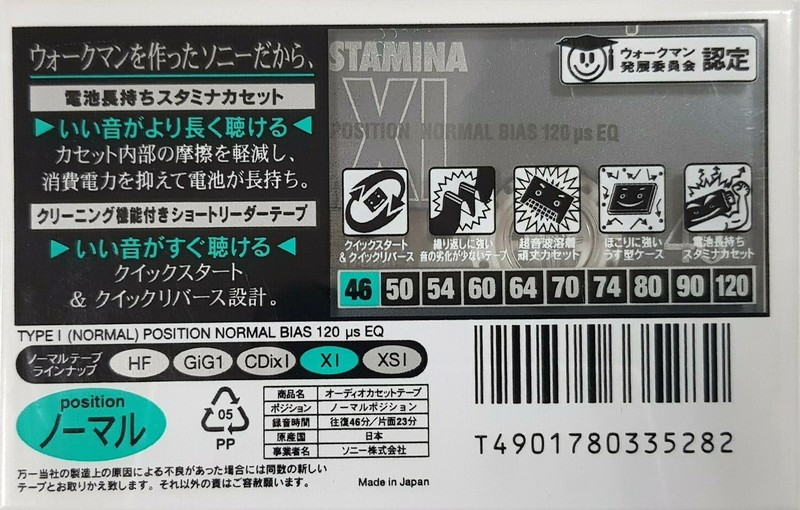 ウォークマンを作ったソニーだから、
電池長持ちスタミナカセット
いい音がより長く聴ける
カセット内部の摩擦を軽減し、
消費電力を抑えて電池が長持ち。
クリーニング機能付きショートリーダーテープ
いい音がすぐ聴ける
クイックスタート
& クイックリバース設計。
STAMINA
XI
POSITION NORMAL BIAS 120 µs EQ
ウォークマン
発展委員会 認定
クイックスタート
&クイックリバース
繰り返しに強い
音の劣化が少ないテープ
超音波溶着
頑丈カセット
ほこりに強い
うす型ケース
電池長持ち
スタミナカセット
46 50 54 60 64 70 74 80 90 120
TYPE I (NORMAL) POSITION NORMAL BIAS 120 µs EQ
ノーマルテープ
ラインナップ
HF GiG1 CDixI XI XSI
position
ノーマル
05
PP
商品名 オーディオカセットテープ
ポジション ノーマルポジション
録音時間 往復46分/片面23分
原産国 日本
事業者名 ソニー株式会社
T4901780335282
万一当社の製造上の原因による不良があった場合には同数の新しい
テープとお取りかえ致します。それ以外の責はご容赦願います。
Made in Japan